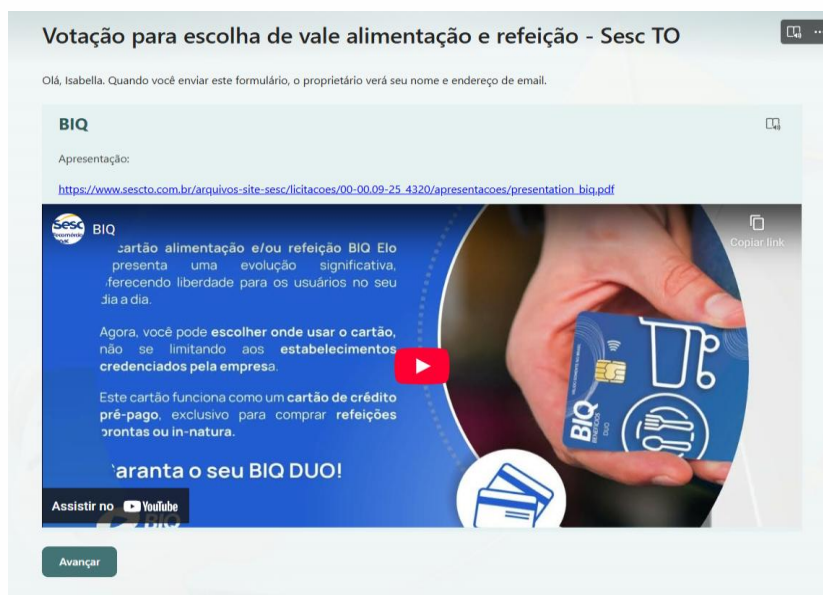 Votação para escolha de vale alimentação e refeição - Sesc TO
Olá, Isabella. Quando você enviar este formulário, o proprietário verá seu nome e endereço de email.
BIQ
Apresentação:
https://www.sescto.com.br/arquivos-site-sesc/licitacoes/00-00.09-25_4320/apresentacoes/presentation_biq.pdf
Sesc
BIQ
Copiar link
cartão alimentação e/ou refeição BIQ Elo
presenta uma evolução significativa,
ferecendo liberdade para os usuários no seu
dia a dia.
Agora, você pode escolher onde usar o cartão,
não se limitando aos estabelecimentos
credenciados pela empresa.
Este cartão funciona como um cartão de crédito
pré-pago, exclusivo para comprar refeições
prontas ou in-natura.
aranta o seu BIQ DUO!
BIQ
BENEFÍCIOS
DUO
Assistir no YouTube
BIQ
Avançar